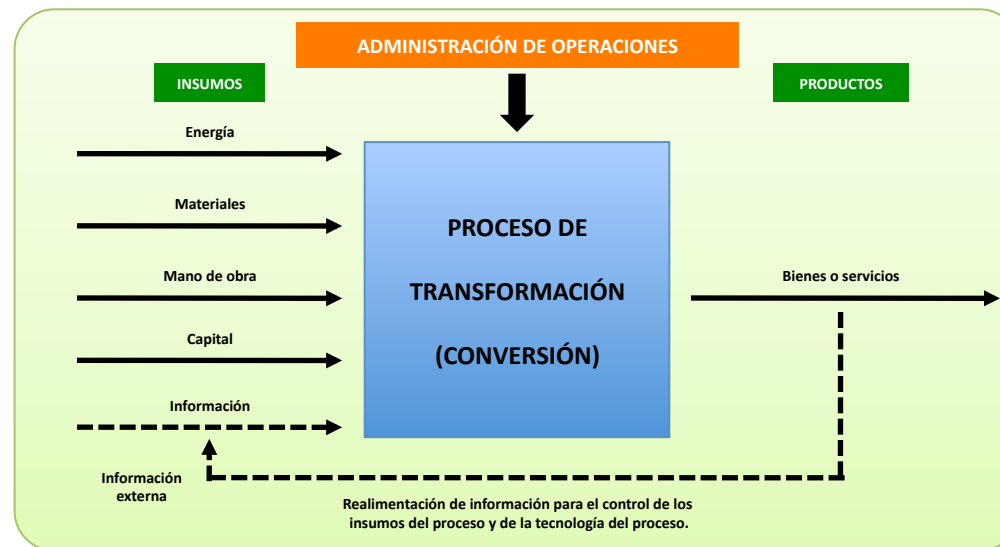 ADMINISTRACIÓN DE OPERACIONES
INSUMOS
PRODUCTOS
Energía
Materiales
Mano de obra
Capital
Información
Información
externa
PROCESO DE
TRANSFORMACIÓN
(CONVERSIÓN)
Bienes o servicios
Realimentación de información para el control de los
insumos del proceso y de la tecnología del proceso.